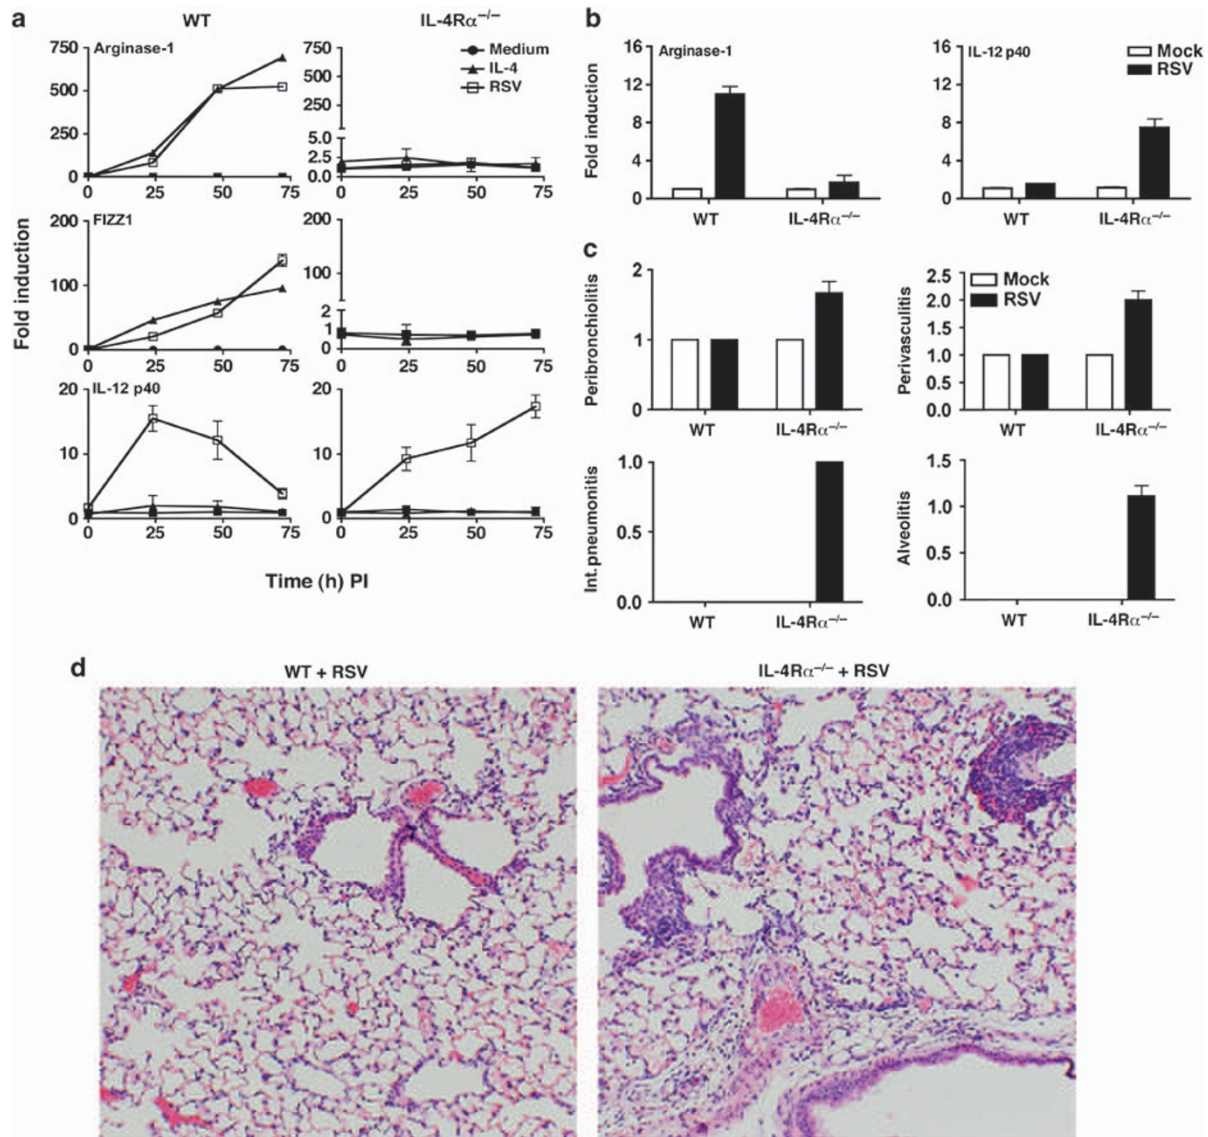 a
WT
IL-4Rα−/−
Fold induction
Arginase-1
750
500
250
0
0 25 50 75
750
500
250
5.0
2.5
0.0
0 25 50 75
Medium
IL-4
RSV
FIZZ1
200
100
0
0 25 50 75
200
100
2
1
0
0 25 50 75
IL-12 p40
20
10
0
0 25 50 75
20
10
0
0 25 50 75
Time (h) PI
b
Fold induction
Arginase-1
16
12
8
4
0
WT IL-4Rα−/−
IL-12 p40
16
12
8
4
0
WT IL-4Rα−/−
Mock
RSV
c
Peribronchiolitis
2
1
0
WT IL-4Rα−/−
Perivasculitis
2.5
2.0
1.5
1.0
0.5
0.0
WT IL-4Rα−/−
Mock
RSV
Int. pneumonitis
1.0
0.5
0.0
WT IL-4Rα−/−
Alveolitis
1.5
1.0
0.5
0.0
WT IL-4Rα−/−
d
WT + RSV
IL-4Rα−/− + RSV